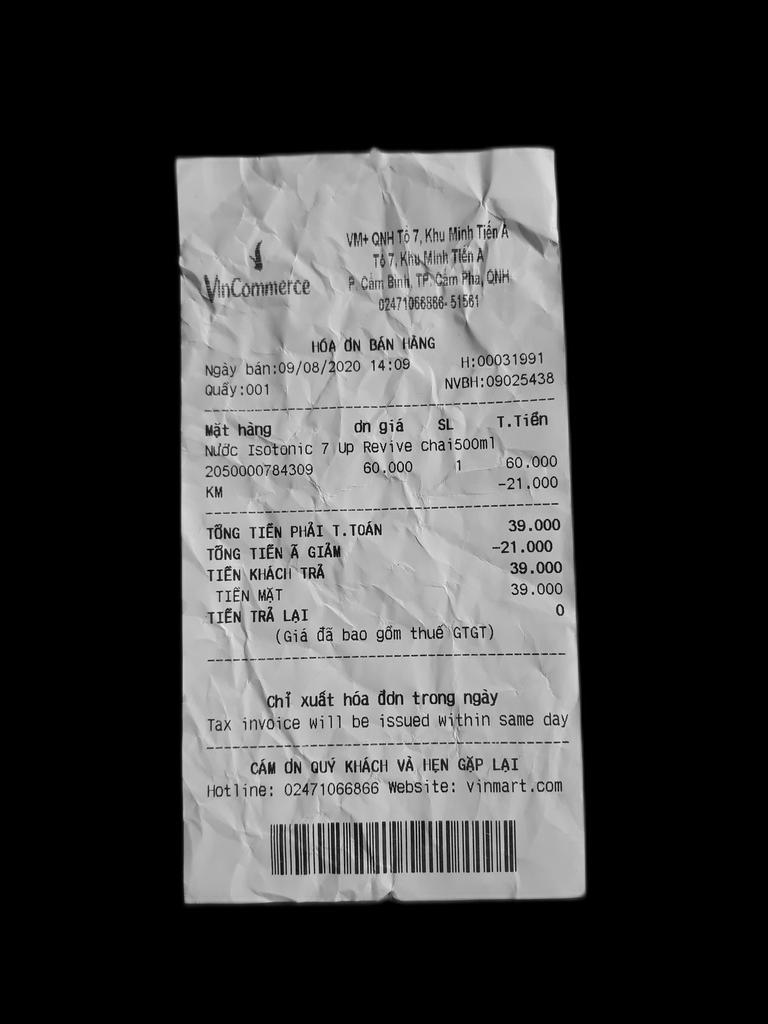 VinCommerce
VM+ QNH Tổ 7, Khu Minh Tiến A
Tổ 7, Khu Minh Tiến A
P. Cẩm Bình, TP. Cẩm Phả, QNH
02471066866- 51561
HÓA ƠN BÁN HÀNG
Ngày bán:09/08/2020 14:09 H:00031991
Quầy:001 NVBH:09025438
Mặt hàng ơn giá SL T.Tiền
Nước Isotonic 7 Up Revive chai500ml
2050000784309 60.000 1 60.000
KM -21.000
TỔNG TIỀN PHẢI T.TOÁN 39.000
TỔNG TIỀN Ã GIẢM -21.000
TIỀN KHÁCH TRẢ 39.000
TIỀN MẶT 39.000
TIỀN TRẢ LẠI 0
(Giá đã bao gồm thuế GTGT)
Chỉ xuất hóa đơn trong ngày
Tax invoice will be issued within same day
CÁM ƠN QUÝ KHÁCH VÀ HẸN GẶP LẠI
Hotline: 02471066866 Website: vinmart.com